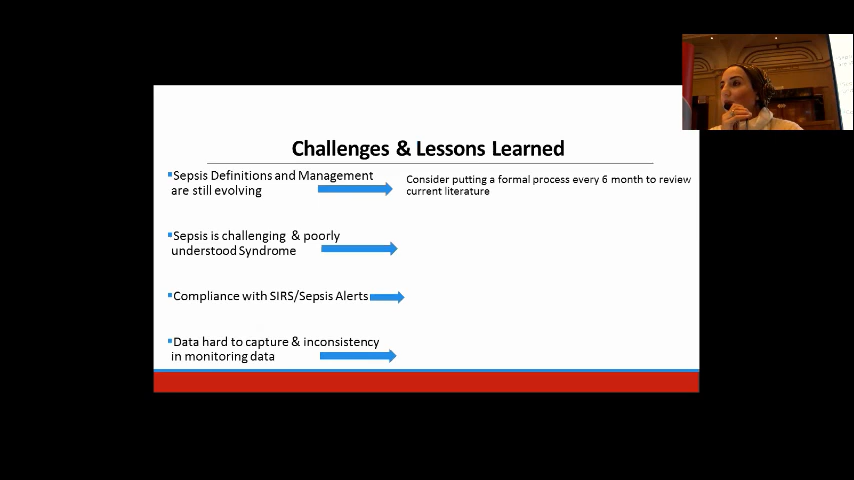 Challenges & Lessons Learned
▪Sepsis Definitions and Management
are still evolving
Consider putting a formal process every 6 month to review
current literature
▪Sepsis is challenging & poorly
understood Syndrome
▪Compliance with SIRS/Sepsis Alerts
▪Data hard to capture & inconsistency
in monitoring data